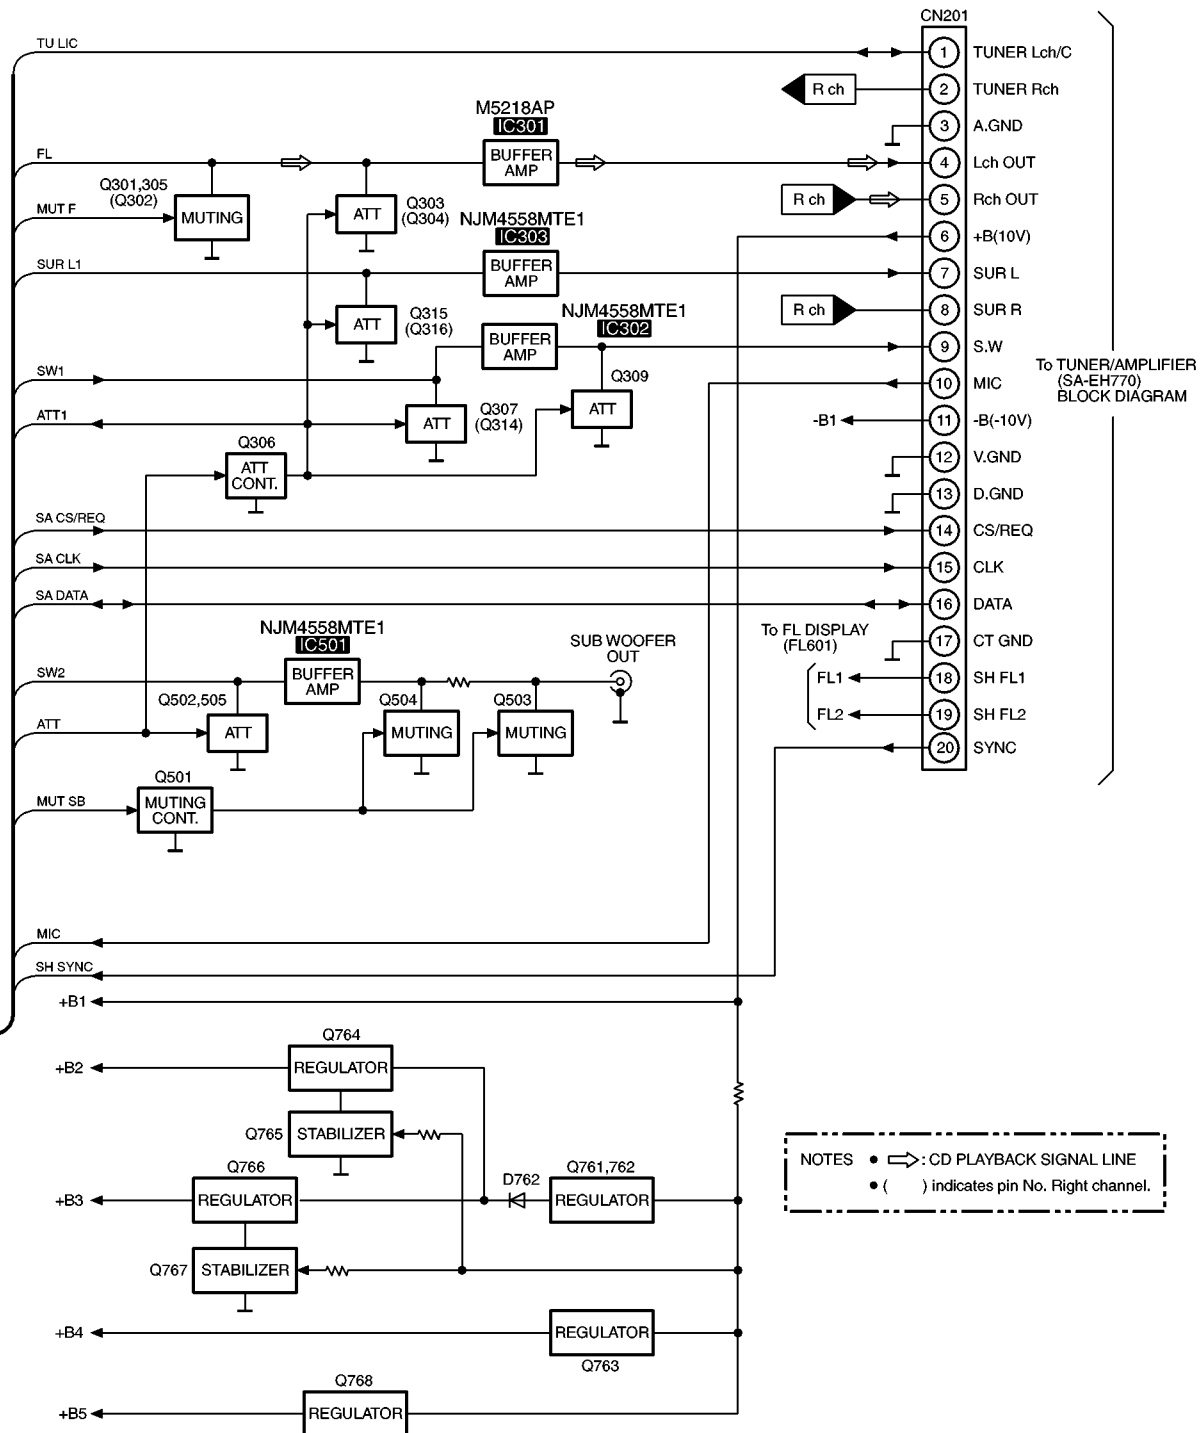 CN201
TU LIC
1 TUNER Lch/C
R ch
2 TUNER Rch
M5218AP
IC301
3 A.GND
FL
BUFFER
AMP
4 Lch OUT
Q301,305
(Q302)
MUT F
MUTING
ATT
Q303
(Q304)
R ch
5 Rch OUT
NJM4558MTE1
IC303
6 +B(10V)
SUR L1
BUFFER
AMP
7 SUR L
ATT
Q315
(Q316)
NJM4558MTE1
IC302
R ch
8 SUR R
BUFFER
AMP
9 S.W
To TUNER/AMPLIFIER
(SA-EH770)
BLOCK DIAGRAM
SW1
Q309
10 MIC
ATT1
ATT
Q307
(Q314)
ATT
-B1
11 -B(-10V)
Q306
ATT
CONT.
12 V.GND
13 D.GND
SA CS/REQ
14 CS/REQ
SA CLK
15 CLK
SA DATA
16 DATA
NJM4558MTE1
IC501
SUB WOOFER
OUT
To FL DISPLAY
(FL601)
17 CT GND
SW2
BUFFER
AMP
FL1
18 SH FL1
Q502,505
Q504
Q503
FL2
19 SH FL2
ATT
ATT
MUTING
MUTING
20 SYNC
Q501
MUT SB
MUTING
CONT.
MIC
SH SYNC
+B1
Q764
+B2
REGULATOR
Q765
STABILIZER
NOTES ● : CD PLAYBACK SIGNAL LINE
● ( ) indicates pin No. Right channel.
Q766
D762
Q761,762
+B3
REGULATOR
REGULATOR
Q767
STABILIZER
+B4
REGULATOR
Q763
Q768
+B5
REGULATOR